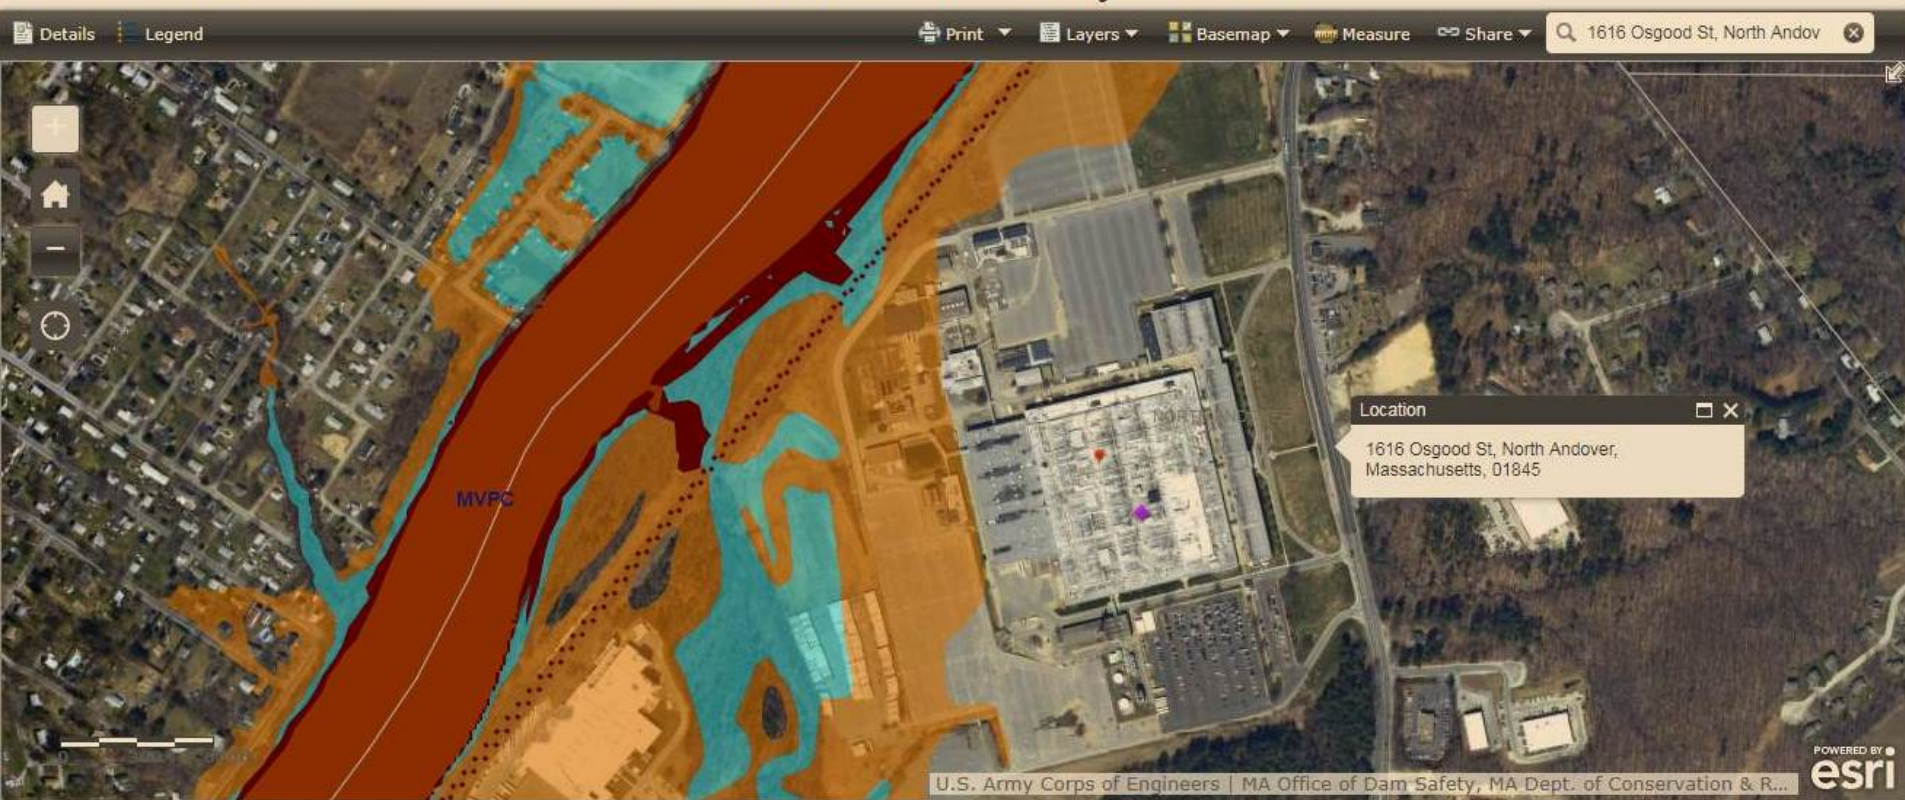 Details
Legend
Print
Layers
Basemap
Measure
Share
1616 Osgood St, North Andov
Location
1616 Osgood St, North Andover,
Massachusetts, 01845
MVPC
POWERED BY
esri
U.S. Army Corps of Engineers | MA Office of Dam Safety, MA Dept. of Conservation & R...